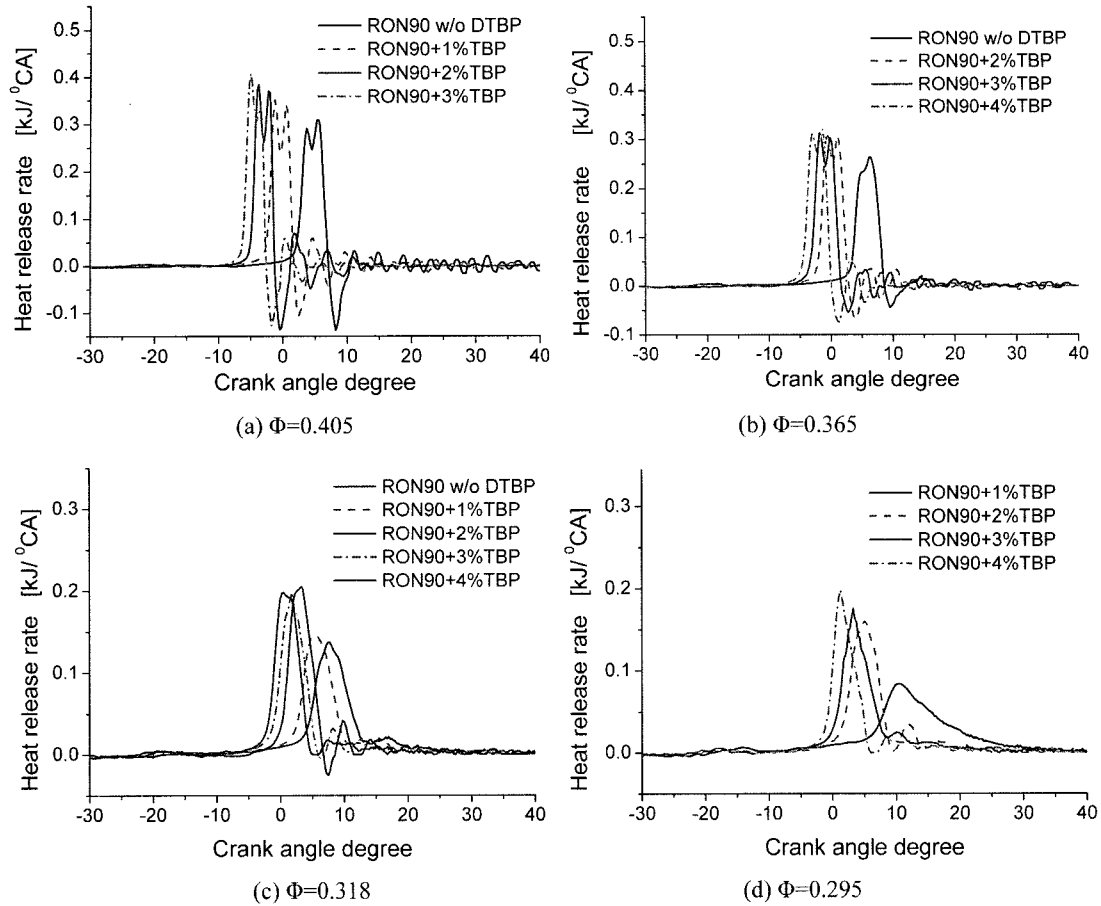 0.5
0.4
0.3
0.2
0.1
0.0
-0.1
Heat release rate [kJ/ ⁰CA]
RON90 w/o DTBP
RON90+1%TBP
RON90+2%TBP
RON90+3%TBP
-30 -20 -10 0 10 20 30 40
Crank angle degree
(a) Φ=0.405
0.5
0.4
0.3
0.2
0.1
0.0
-0.1
Heat release rate [kJ/ ⁰CA]
RON90 w/o DTBP
RON90+2%TBP
RON90+3%TBP
RON90+4%TBP
-30 -20 -10 0 10 20 30 40
Crank angle degree
(b) Φ=0.365
0.3
0.2
0.1
0.0
Heat release rate [kJ/ ⁰CA]
RON90 w/o DTBP
RON90+1%TBP
RON90+2%TBP
RON90+3%TBP
RON90+4%TBP
-30 -20 -10 0 10 20 30 40
Crank angle degree
(c) Φ=0.318
0.3
0.2
0.1
0.0
Heat release rate [kJ/ ⁰CA]
RON90+1%TBP
RON90+2%TBP
RON90+3%TBP
RON90+4%TBP
-30 -20 -10 0 10 20 30 40
Crank angle degree
(d) Φ=0.295